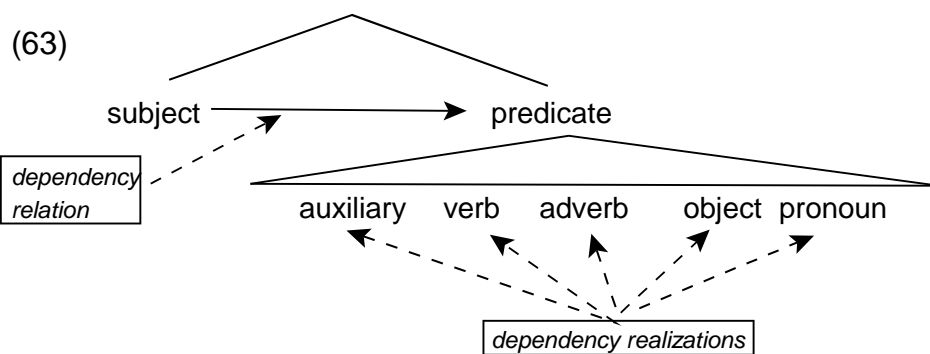 (63)
subject predicate
dependency
relation
auxiliary verb adverb object pronoun
dependency realizations